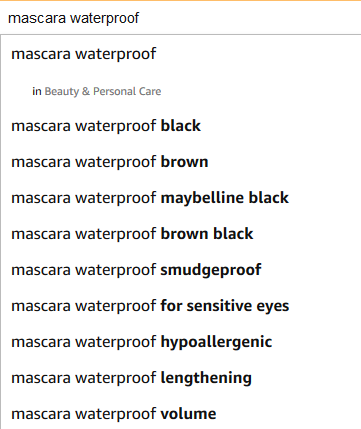 mascara waterproof
mascara waterproof
in Beauty & Personal Care
mascara waterproof black
mascara waterproof brown
mascara waterproof maybelline black
mascara waterproof brown black
mascara waterproof smudgeproof
mascara waterproof for sensitive eyes
mascara waterproof hypoallergenic
mascara waterproof lengthening
mascara waterproof volume